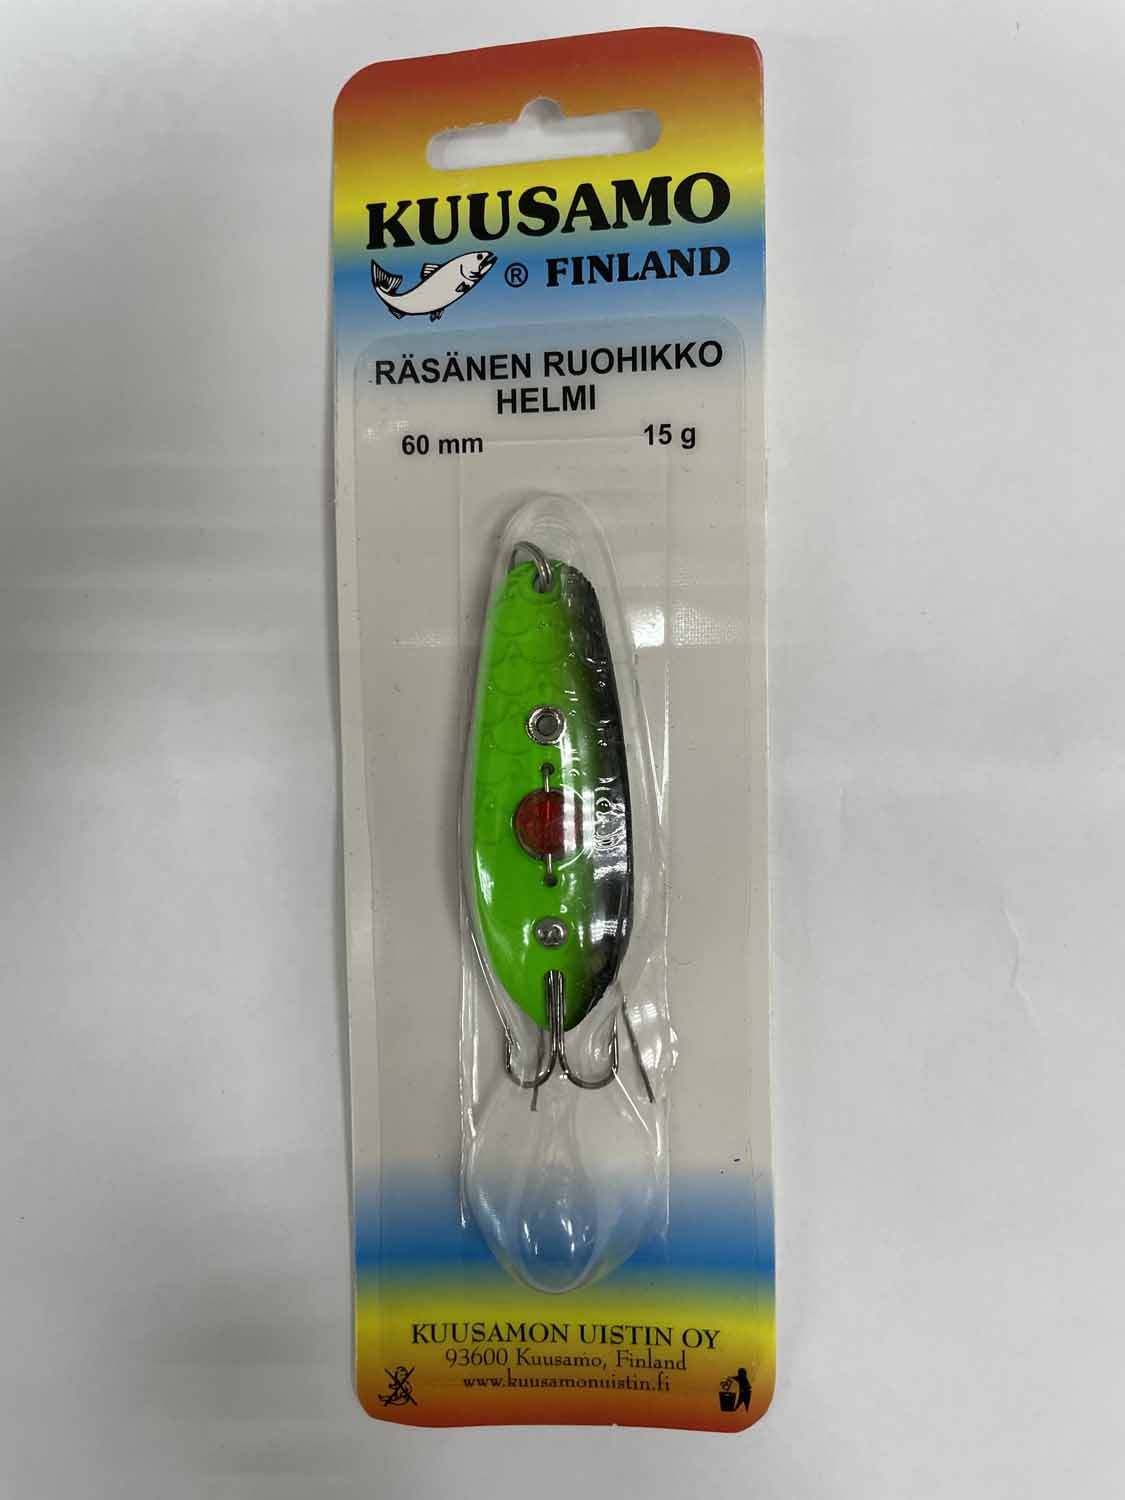 KUUSAMO
® FINLAND
RÄSÄNEN RUOHIKKO
HELMI
60 mm 15 g
KUUSAMON UISTIN OY
93600 Kuusamo, Finland
www.kuusamonuistin.fi